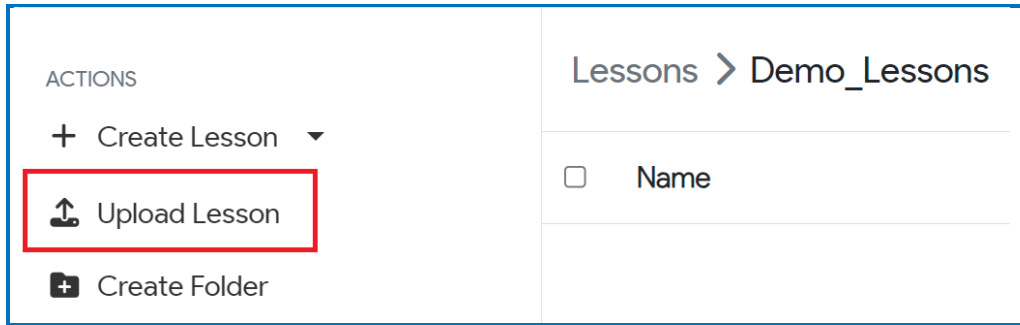 ACTIONS
Create Lesson
Upload Lesson
Create Folder
Lessons > Demo_Lessons
Name